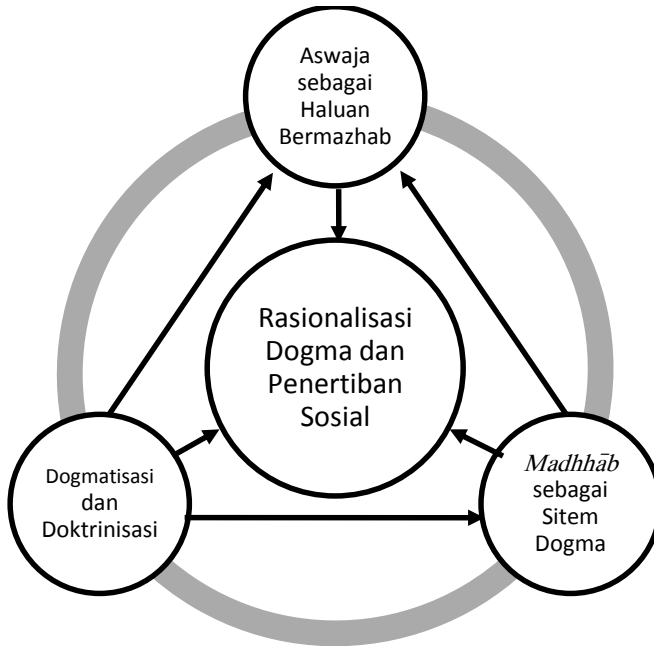 Aswaja
sebagai
Haluan
Bermazhab
Rasionalisasi
Dogma dan
Penertiban
Sosial
Dogmatisasi
dan
Doktrinisasi
Madhhāb
sebagai
Sitem
Dogma